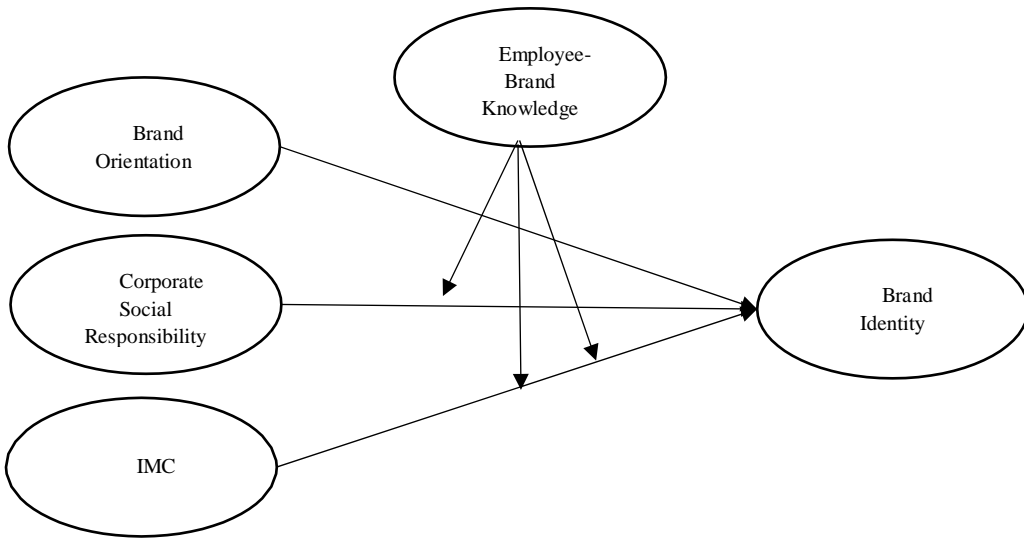 Employee-
Brand
Knowledge
Brand
Orientation
Corporate
Social
Responsibility
Brand
Identity
IMC